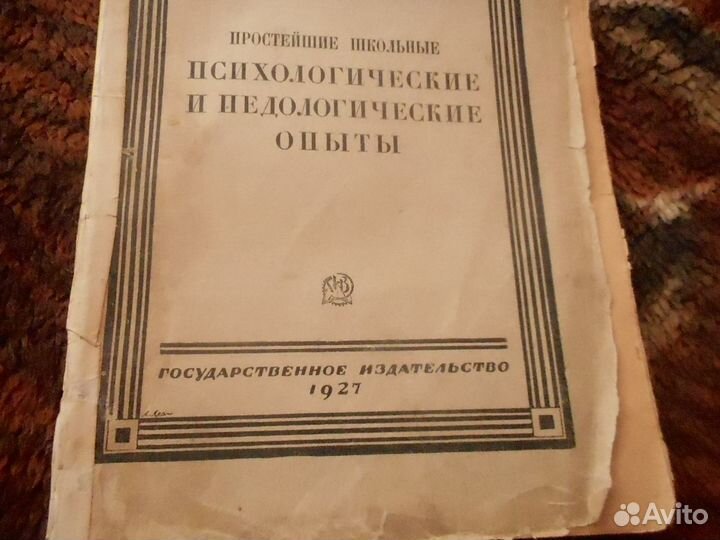 ПРОСТЕЙШИЕ ШКОЛЬНЫЕ
ПСИХОЛОГИЧЕСКИЕ
И ПЕДОЛОГИЧЕСКИЕ
ОПЫТЫ
ГОСУДАРСТВЕННОЕ ИЗДАТЕЛЬСТВО
1927
Avito